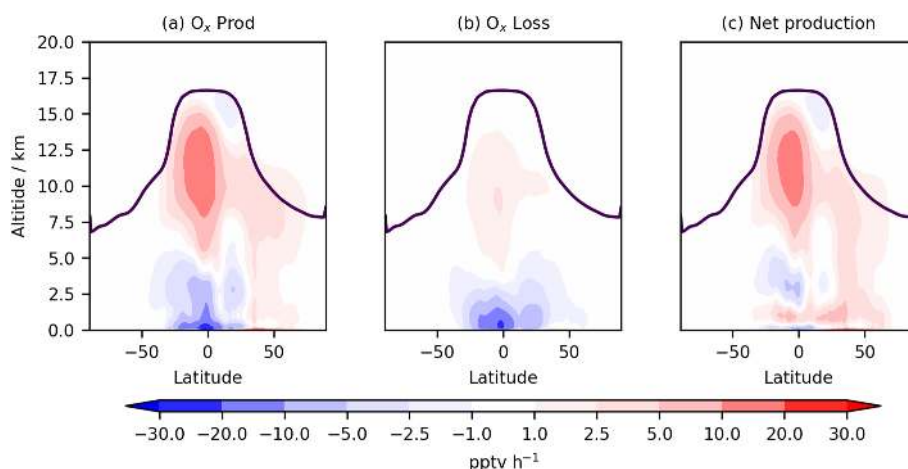 (a) Oₓ Prod (b) Oₓ Loss (c) Net production
20.0
17.5
15.0
12.5
10.0
7.5
5.0
2.5
0.0
Altitide / km
−50 0 50 −50 0 50 −50 0 50
Latitude Latitude Latitude
−30.0 −20.0 −10.0 −5.0 −2.5 −1.0 1.0 2.5 5.0 10.0 20.0 30.0
pptv h⁻¹